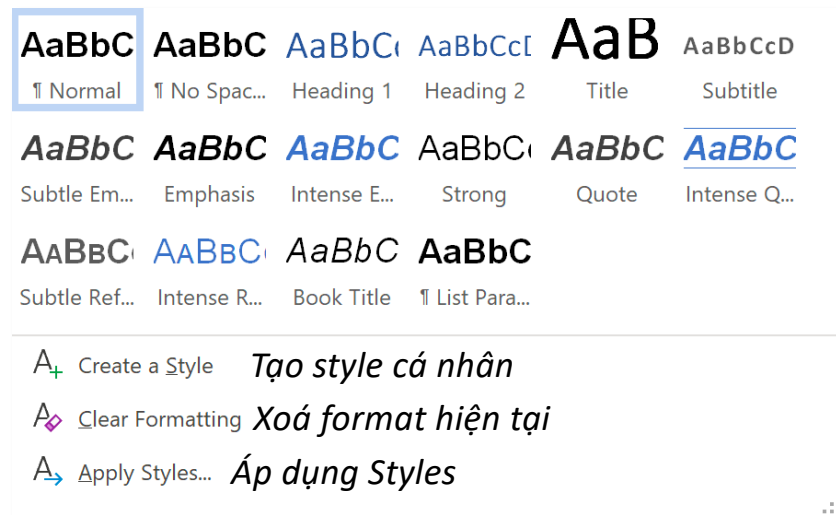 AaBbC AaBbC AaBbC AaBbCc AaB AaBbCcD
¶ Normal ¶ No Spac... Heading 1 Heading 2 Title Subtitle
AaBbC AaBbC AaBbC AaBbC AaBbC AaBbC
Subtle Em... Emphasis Intense E... Strong Quote Intense Q...
AABBC AABBC AaBbC AaBbC
Subtle Ref... Intense R... Book Title ¶ List Para...
Create a Style Tạo style cá nhân
Clear Formatting Xoá format hiện tại
Apply Styles... Áp dụng Styles